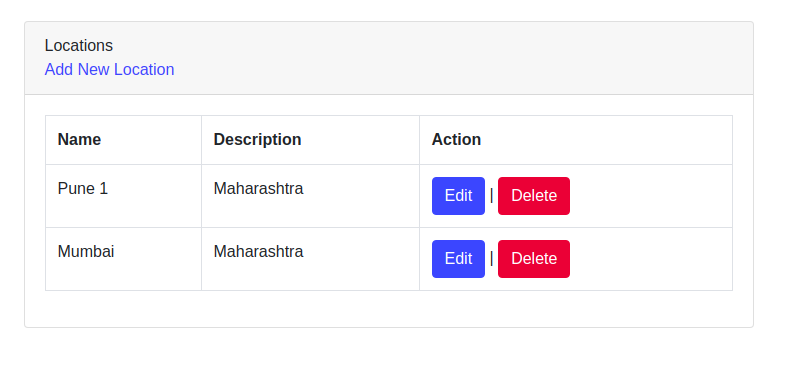 Locations
Add New Location
Name Description Action
Pune 1 Maharashtra Edit | Delete
Mumbai Maharashtra Edit | Delete